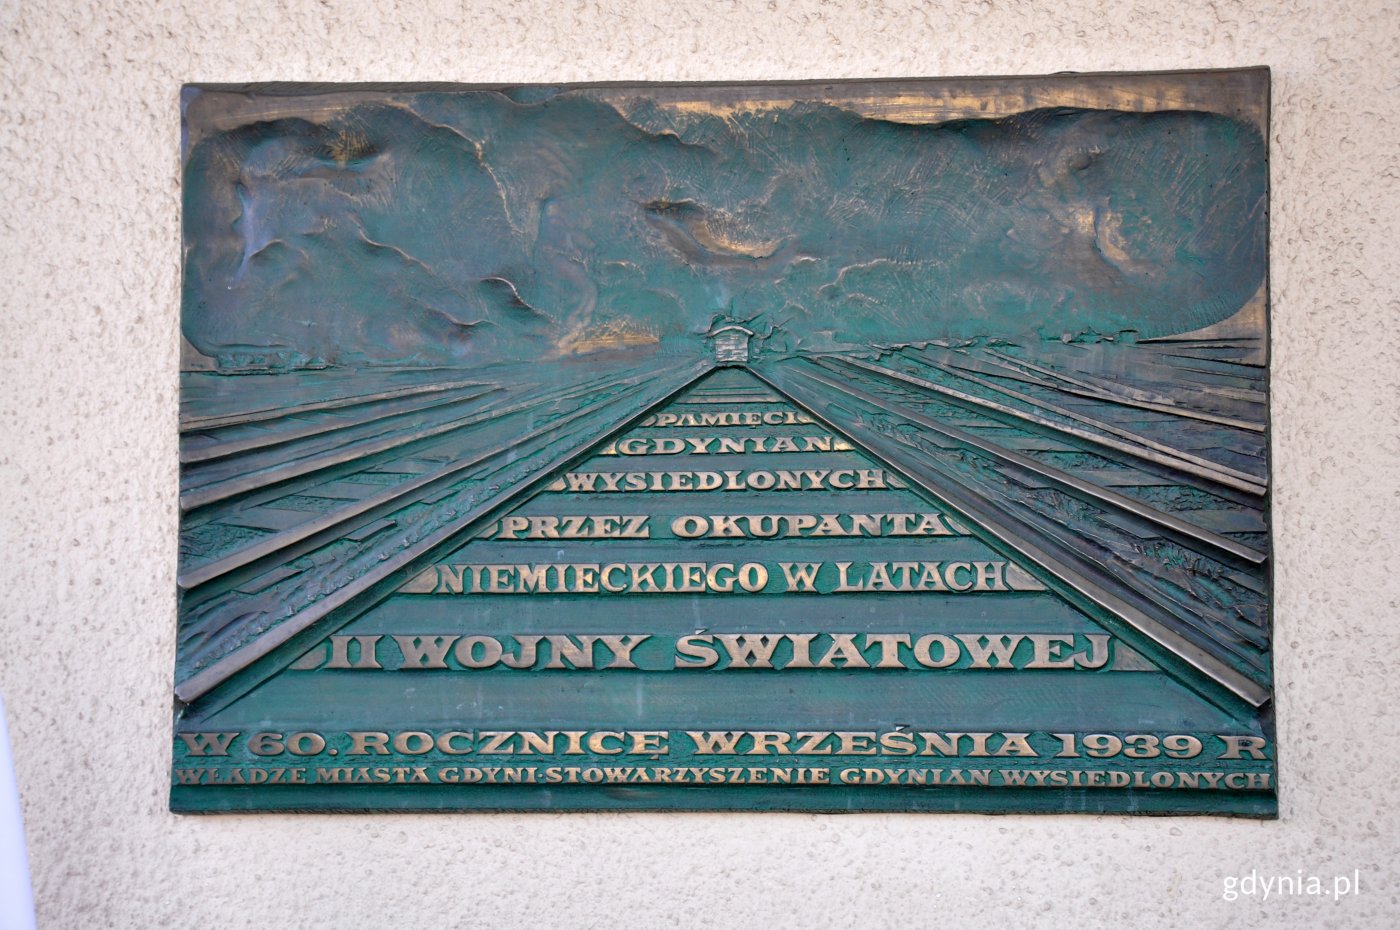 PAMIĘCI
GDYNIAN
WYSIEDLONYCH
PRZEZ OKUPANTA
NIEMIECKIEGO W LATACH
II WOJNY ŚWIATOWEJ
W 60. ROCZNICĘ WRZEŚNIA 1939 R
WŁADZE MIASTA GDYNI·STOWARZYSZENIE GDYNIAN WYSIEDLONYCH
gdynia.pl